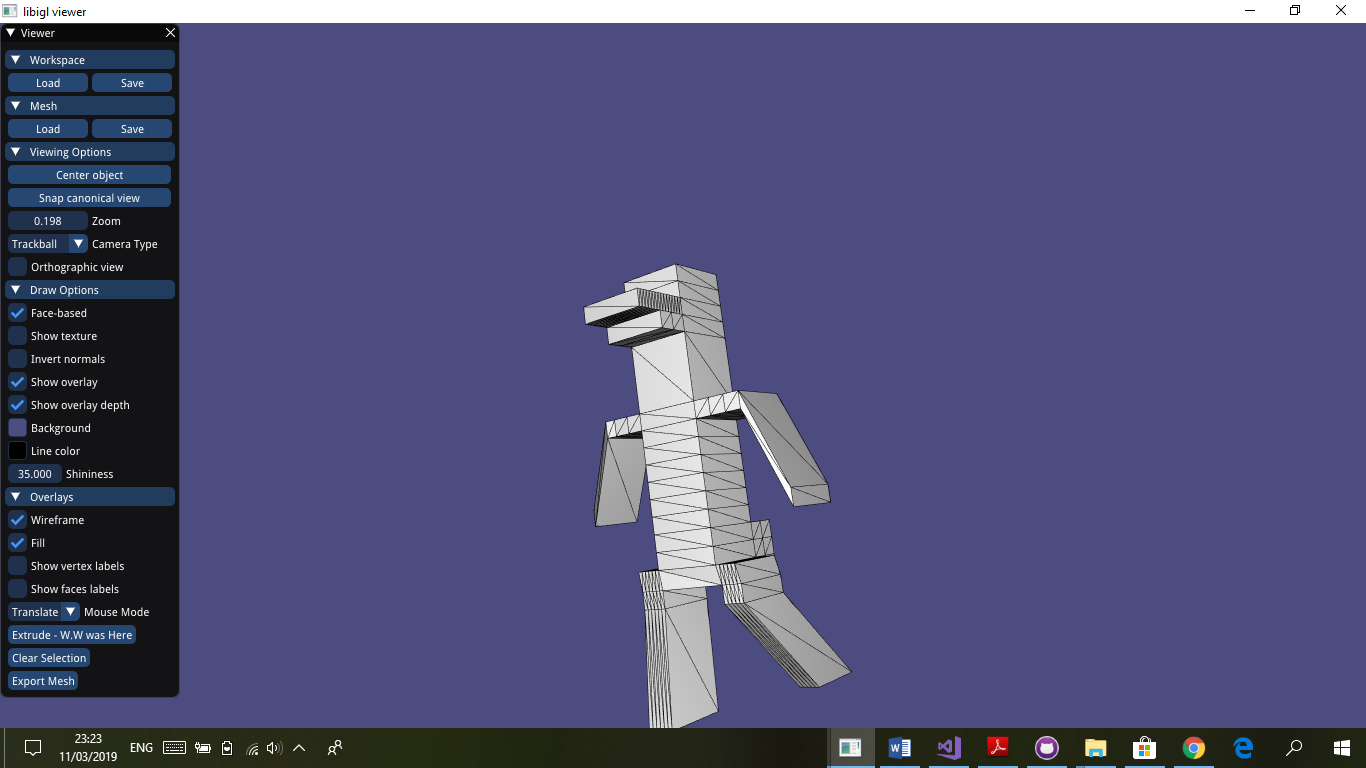 libigl viewer
Viewer
Workspace
Load Save
Mesh
Load Save
Viewing Options
Center object
Snap canonical view
0.198 Zoom
Trackball Camera Type
Orthographic view
Draw Options
Face-based
Show texture
Invert normals
Show overlay
Show overlay depth
Background
Line color
35.000 Shininess
Overlays
Wireframe
Fill
Show vertex labels
Show faces labels
Translate Mouse Mode
Extrude - W.W was Here
Clear Selection
Export Mesh
23:23
11/03/2019
ENG